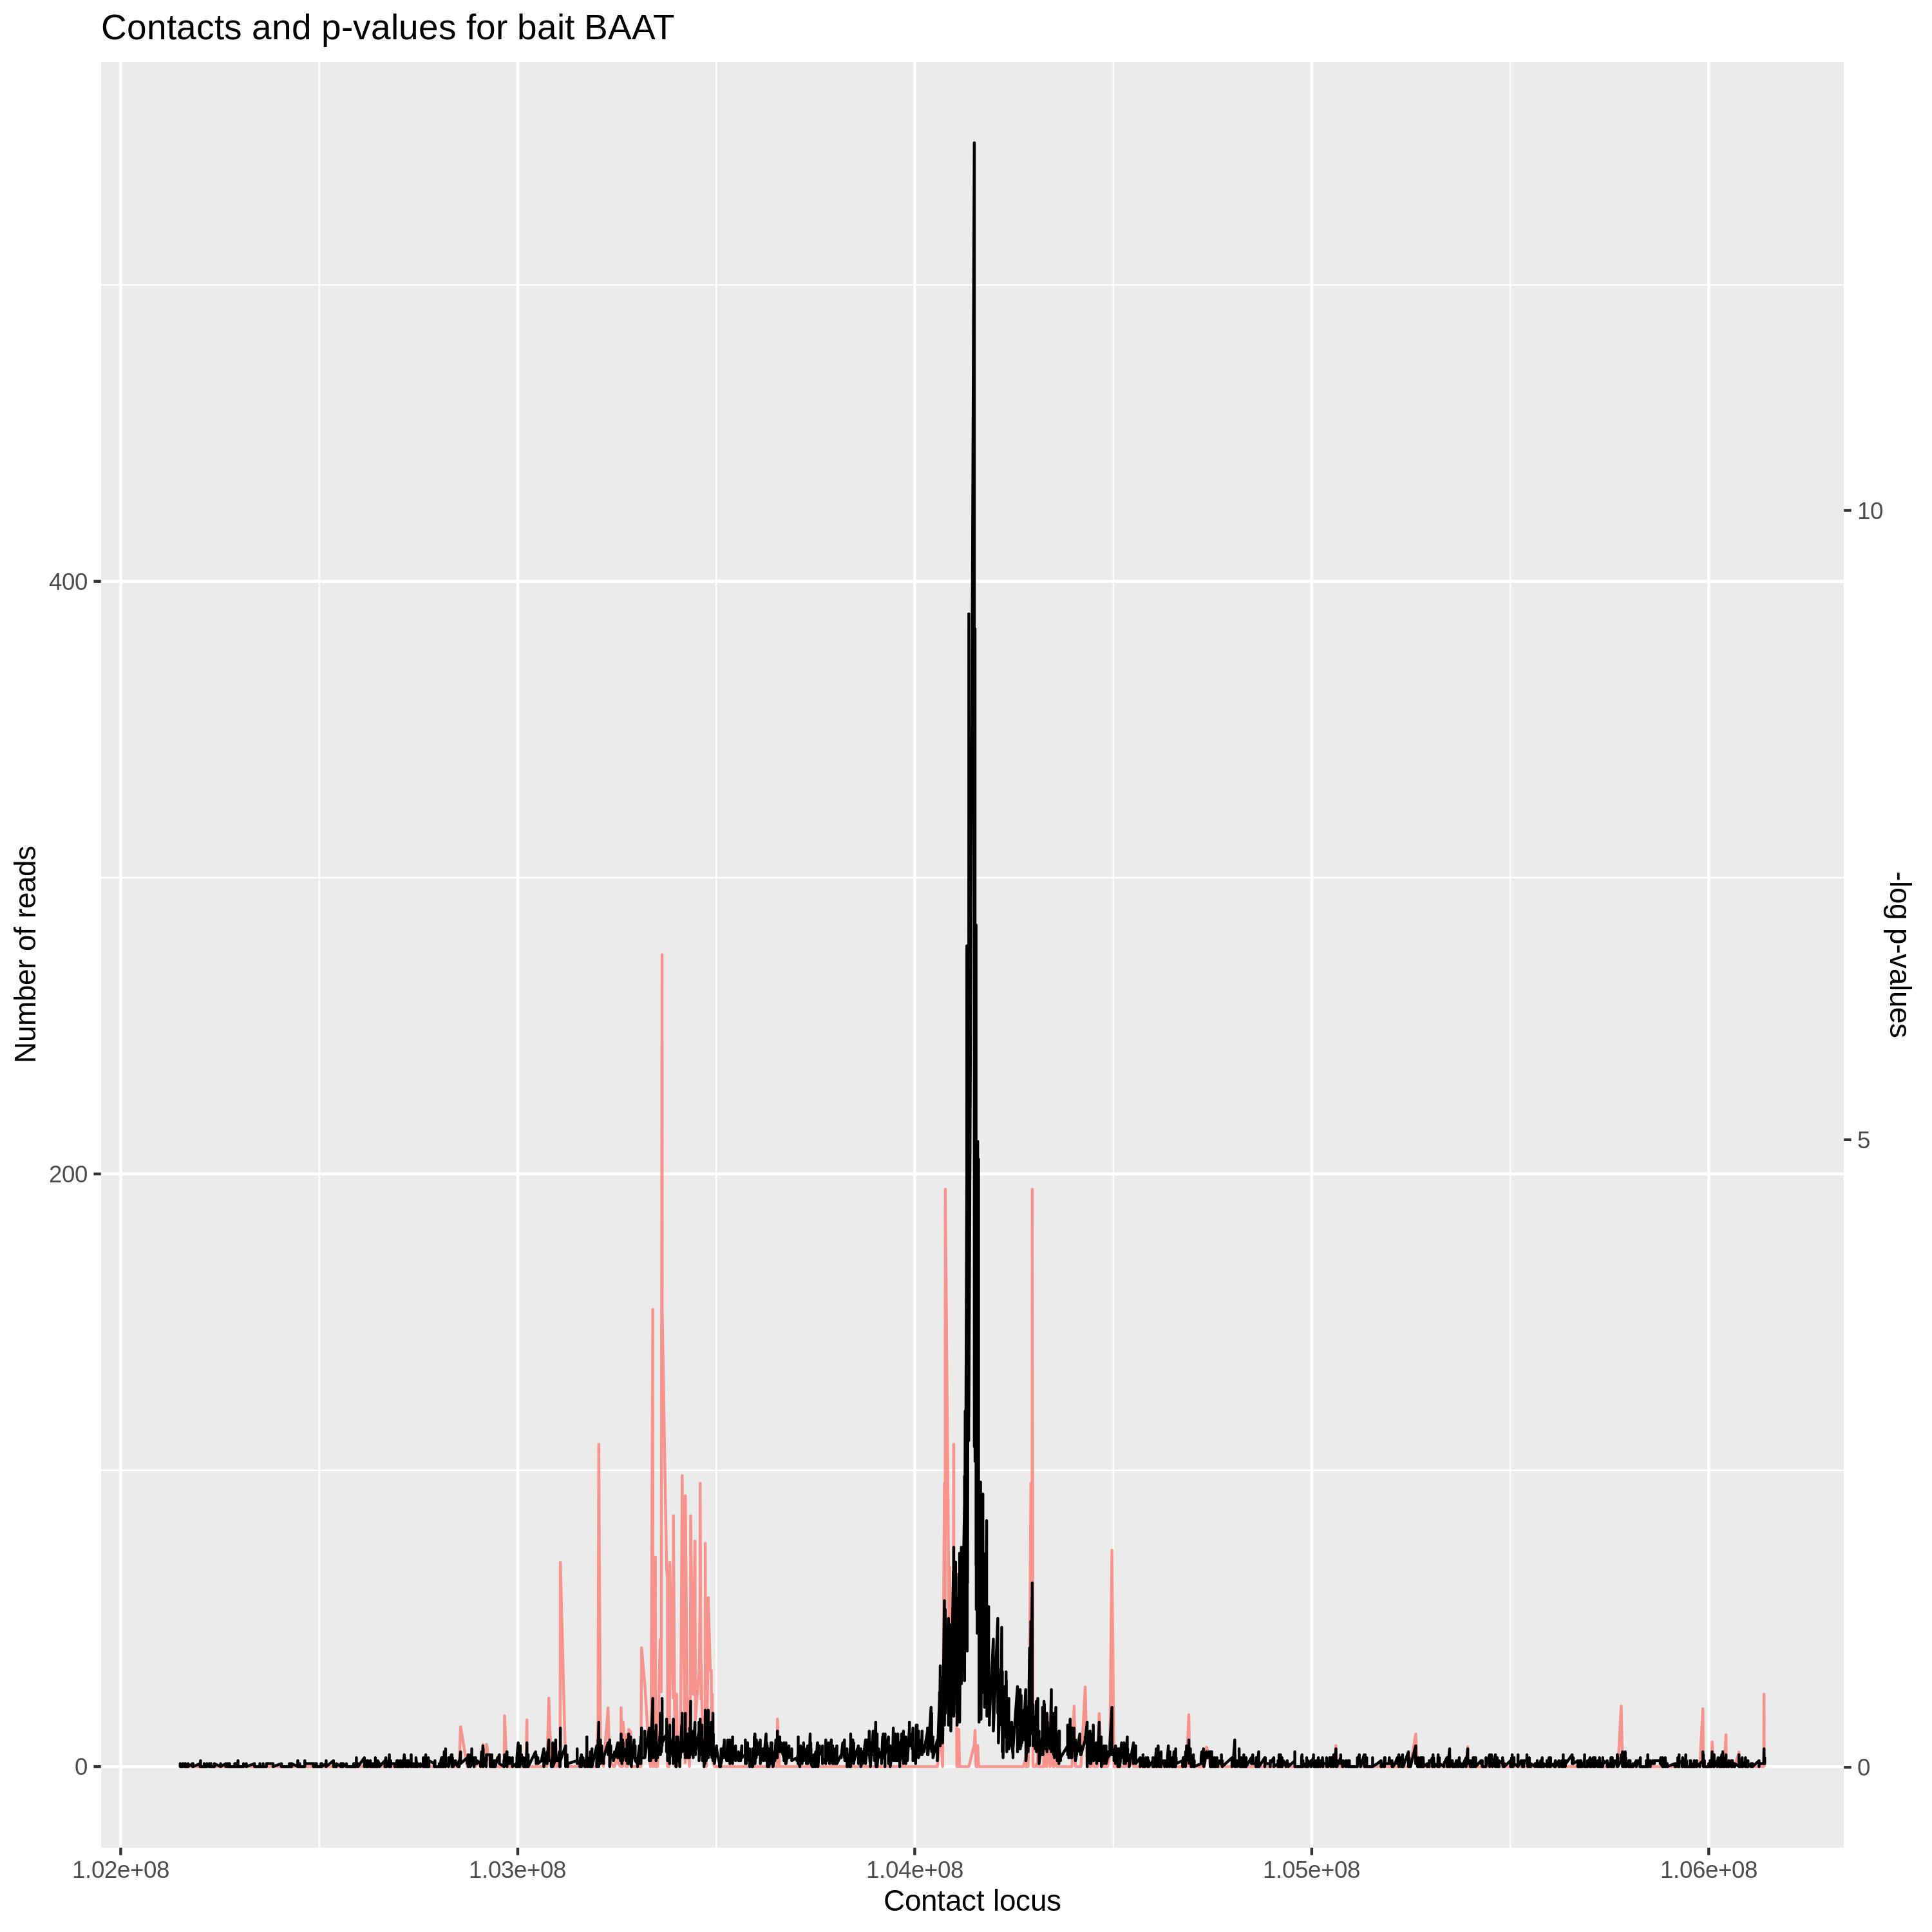 Contacts and p-values for bait BAAT
Number of reads
400
200
0
10
5
0
-log p-values
1.02e+08 1.03e+08 1.04e+08 1.05e+08 1.06e+08
Contact locus